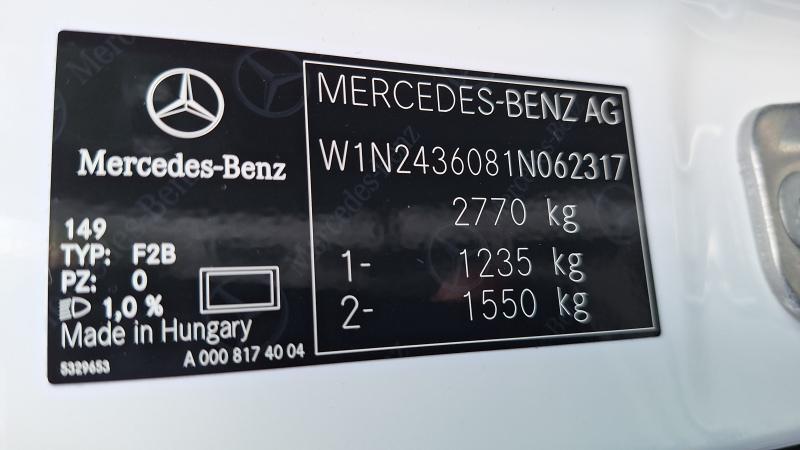 Mercedes-Benz
149
TYP: F2B
PZ: 0
1,0 %
Made in Hungary
5329653
A 000 817 40 04
MERCEDES-BENZ AG
W1N2436081N062317
2770 kg
1- 1235 kg
2- 1550 kg